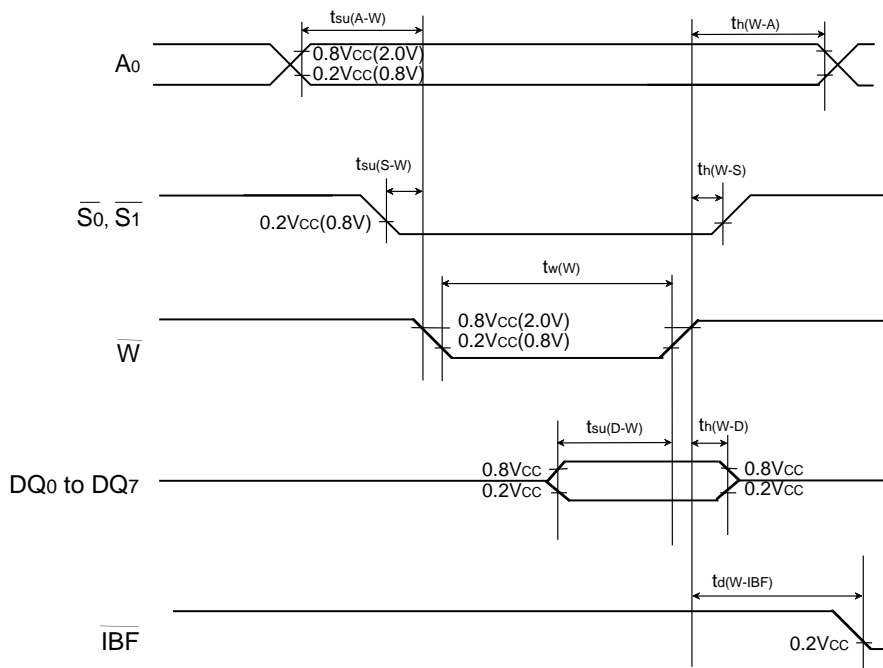 tsu(A-W)
th(W-A)
A0
0.8VCC(2.0V)
0.2VCC(0.8V)
tsu(S-W)
th(W-S)
S0, S1
0.2VCC(0.8V)
tw(W)
W
0.8VCC(2.0V)
0.2VCC(0.8V)
tsu(D-W)
th(W-D)
DQ0 to DQ7
0.8VCC
0.2VCC
0.8VCC
0.2VCC
td(W-IBF)
IBF
0.2VCC